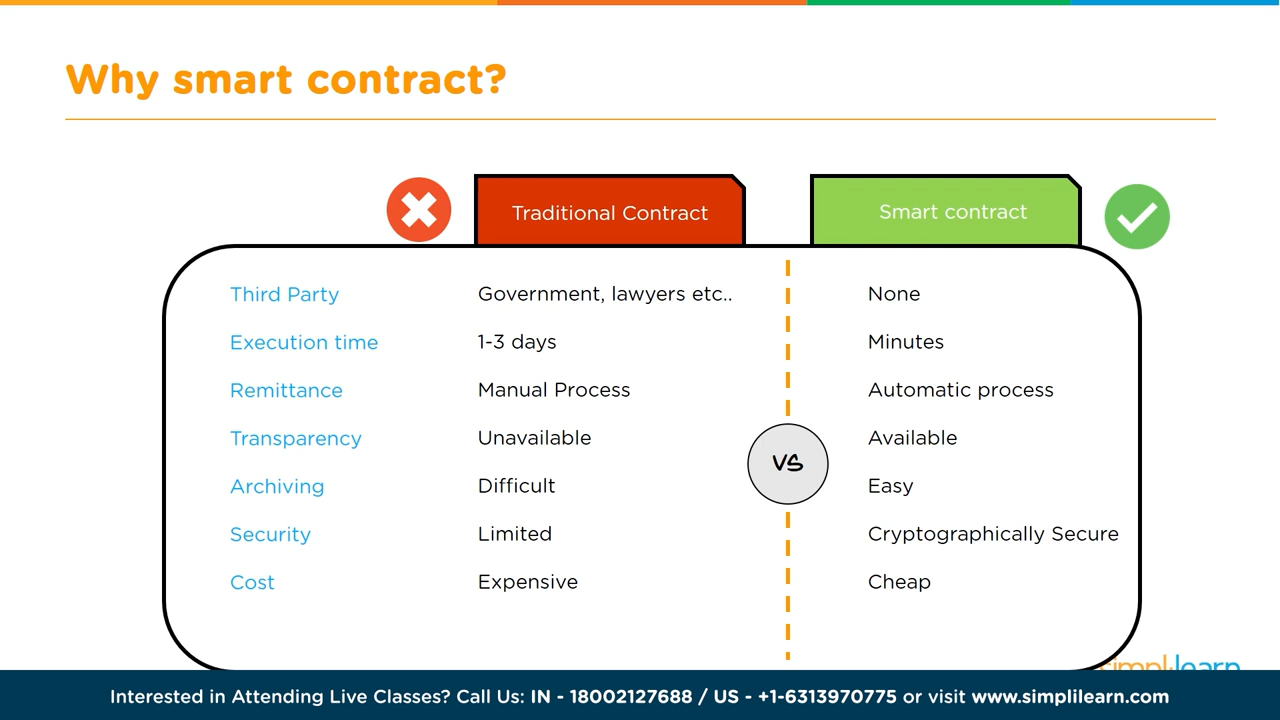 Why smart contract?
Traditional Contract
Smart contract
Third Party Government, lawyers etc.. None
Execution time 1-3 days Minutes
Remittance Manual Process Automatic process
Transparency Unavailable Available
VS
Archiving Difficult Easy
Security Limited Cryptographically Secure
Cost Expensive Cheap
simplilearn
Interested in Attending Live Classes? Call Us: IN - 18002127688 / US - +1-6313970775 or visit www.simplilearn.com